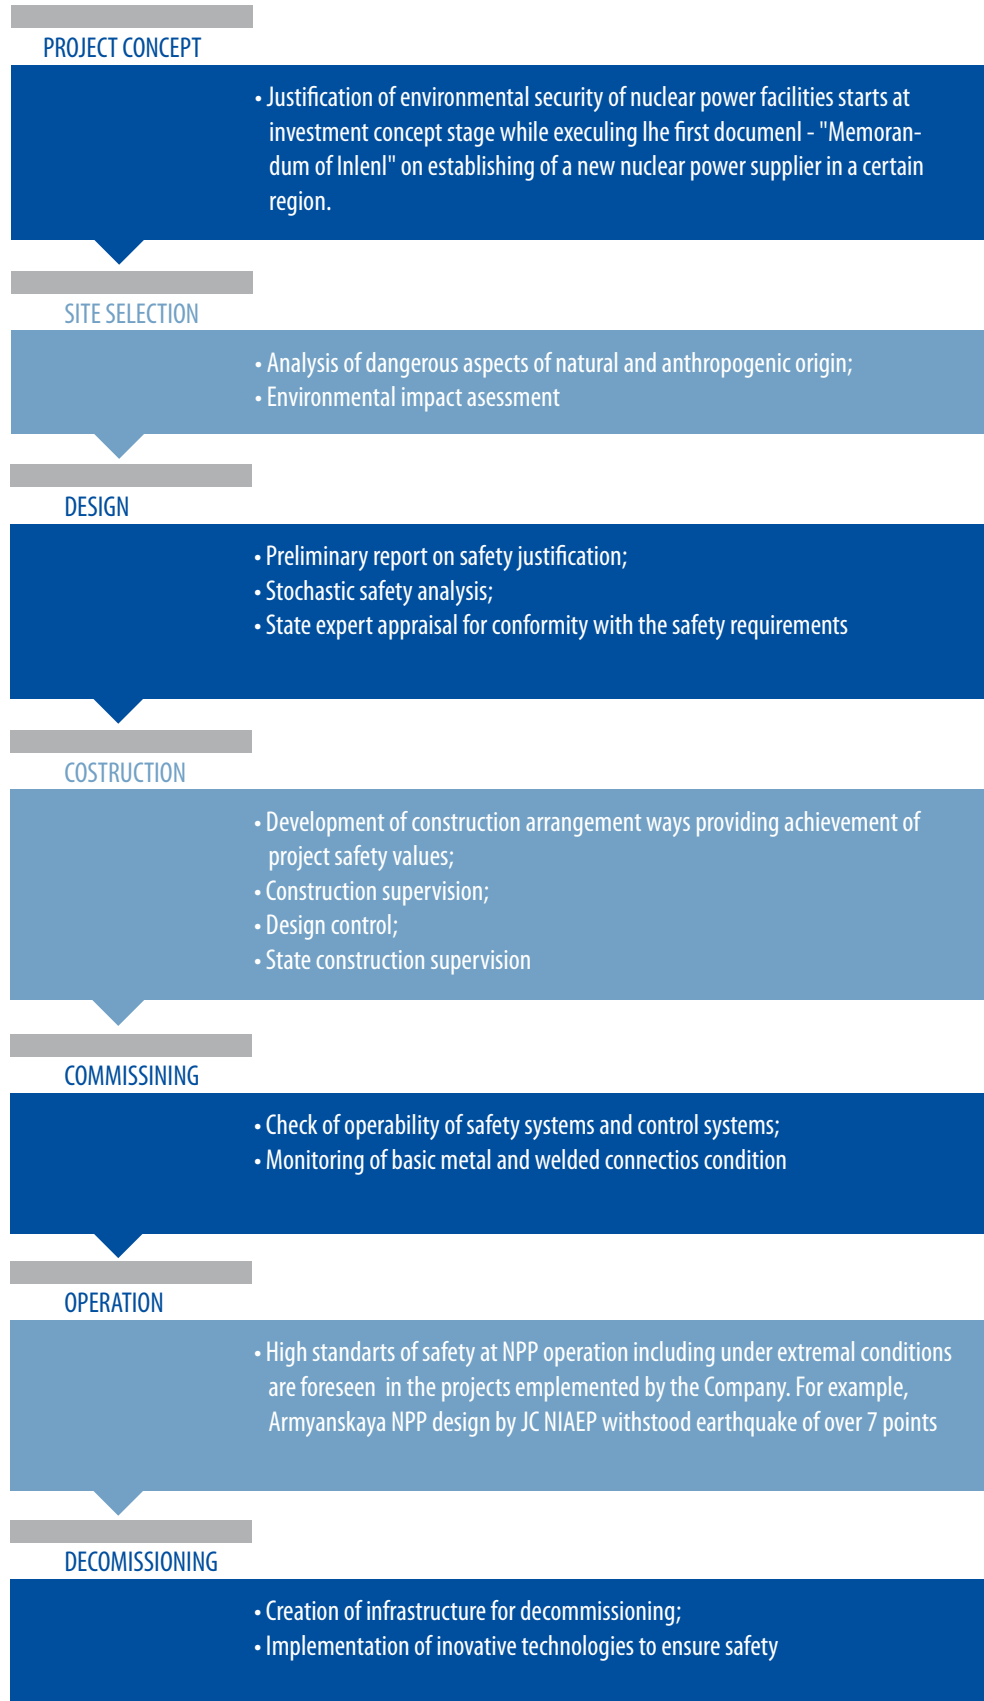 PROJECT CONCEPT
• Justification of environmental security of nuclear power facilities starts at
investment concept stage while execuling lhe first documenl - "Memoran-
dum of Inlenl" on establishing of a new nuclear power supplier in a certain
region.
SITE SELECTION
• Analysis of dangerous aspects of natural and anthropogenic origin;
• Environmental impact asessment
DESIGN
• Preliminary report on safety justification;
• Stochastic safety analysis;
• State expert appraisal for conformity with the safety requirements
COSTRUCTION
• Development of construction arrangement ways providing achievement of
project safety values;
• Construction supervision;
• Design control;
• State construction supervision
COMMISSINING
• Check of operability of safety systems and control systems;
• Monitoring of basic metal and welded connectios condition
OPERATION
• High standarts of safety at NPP operation including under extremal conditions
are foreseen in the projects emplemented by the Company. For example,
Armyanskaya NPP design by JC NIAEP withstood earthquake of over 7 points
DECOMISSIONING
• Creation of infrastructure for decommissioning;
• Implementation of inovative technologies to ensure safety